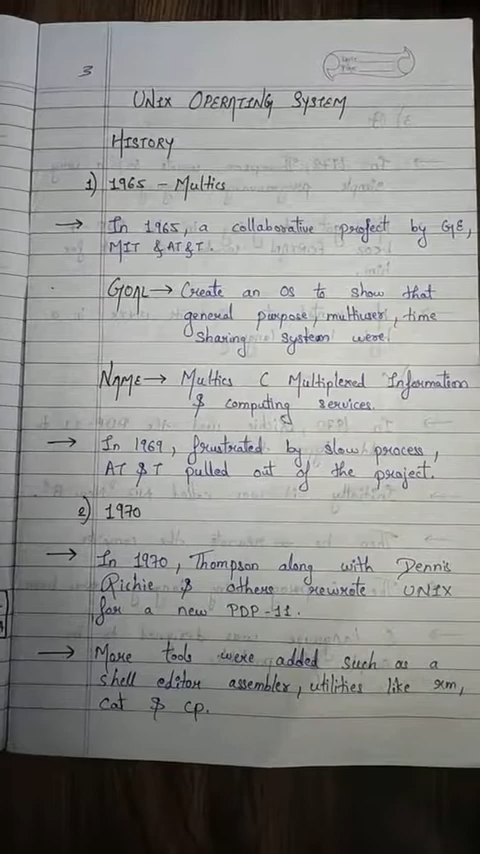 3
UNIX OPERATING SYSTEM
HISTORY
1) 1965 - Multics
→ In 1965, a collaborative project by GE,
MIT & AT&T.
GOAL → Create an OS to show that
general purpose, multiuser, time
sharing system were
NAME → Multics C Multiplexed Information
& computing services.
→ In 1969, frustrated by slow process,
AT & T pulled out of the project.
2) 1970
→ In 1970, Thompson along with Dennis
Richie & others rewrote UNIX
for a new PDP-11.
→ More tools were added such as a
shell editor assembler, utilities like rm,
cat & cp.